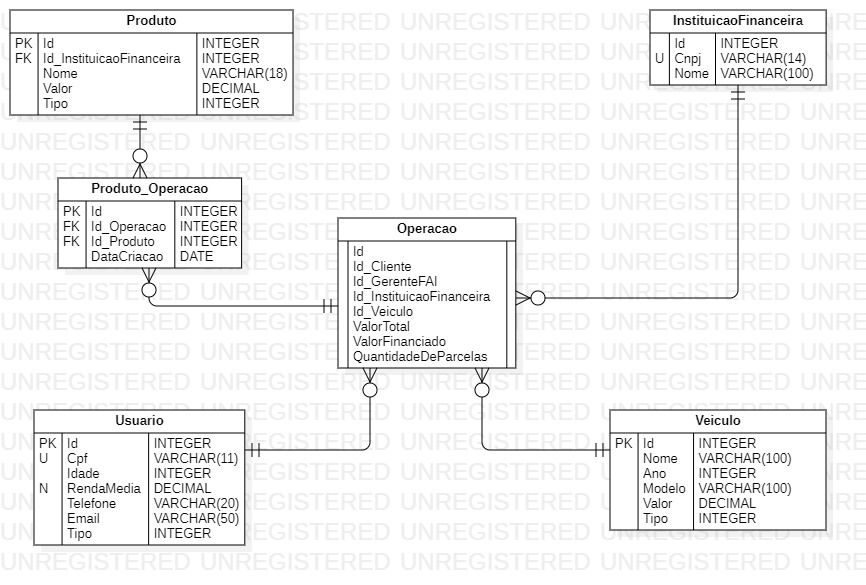 Produto
PK Id INTEGER
FK Id_InstituicaoFinanceira INTEGER
Nome VARCHAR(18)
Valor DECIMAL
Tipo INTEGER
InstituicaoFinanceira
Id INTEGER
U Cnpj VARCHAR(14)
Nome VARCHAR(100)
Produto_Operacao
PK Id INTEGER
FK Id_Operacao INTEGER
FK Id_Produto INTEGER
DataCriacao DATE
Operacao
Id
Id_Cliente
Id_GerenteFAI
Id_InstituicaoFinanceira
Id_Veiculo
ValorTotal
ValorFinanciado
QuantidadeDeParcelas
Usuario
PK Id INTEGER
U Cpf VARCHAR(11)
Idade INTEGER
N RendaMedia DECIMAL
Telefone VARCHAR(20)
Email VARCHAR(50)
Tipo INTEGER
Veiculo
PK Id INTEGER
Nome VARCHAR(100)
Ano INTEGER
Modelo VARCHAR(100)
Valor DECIMAL
Tipo INTEGER
UNREGISTERED